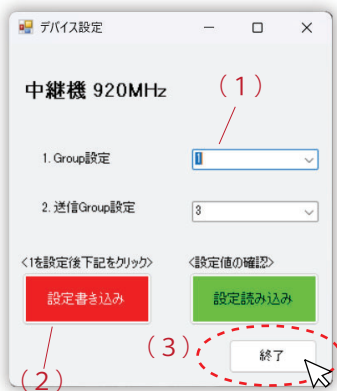 デバイス設定
中継機 920MHz
(1)
1. Group設定
1
2. 送信Group設定
3
<1を設定後下記をクリック>
<設定値の確認>
設定書き込み
設定読み込み
(2)
(3)
終了